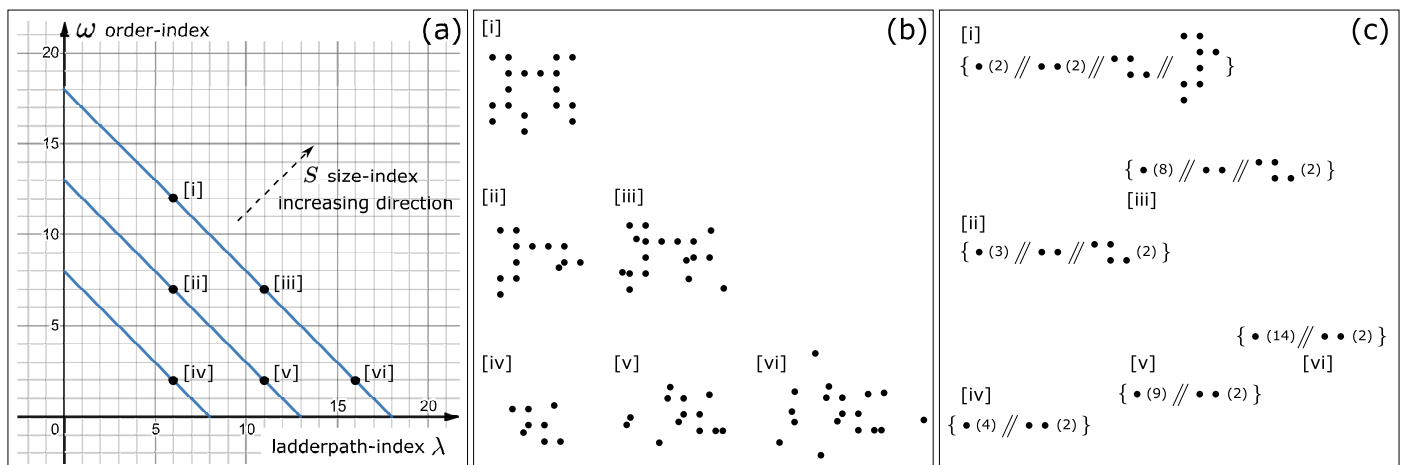 (a)
ω order-index
20
15
10
5
0
5
10
15
20
[i]
[ii]
[iii]
[iv]
[v]
[vi]
S size-index
increasing direction
ladderpath-index λ
(b)
[i]
[ii] [iii]
[iv] [v] [vi]
(c)
[i]
{ • (2) // • • (2) // // }
{ • (8) // • • // (2) }
[iii]
[ii]
{ • (3) // • • // (2) }
{ • (14) // • • (2) }
[v] [vi]
{ • (9) // • • (2) }
[iv]
{ • (4) // • • (2) }